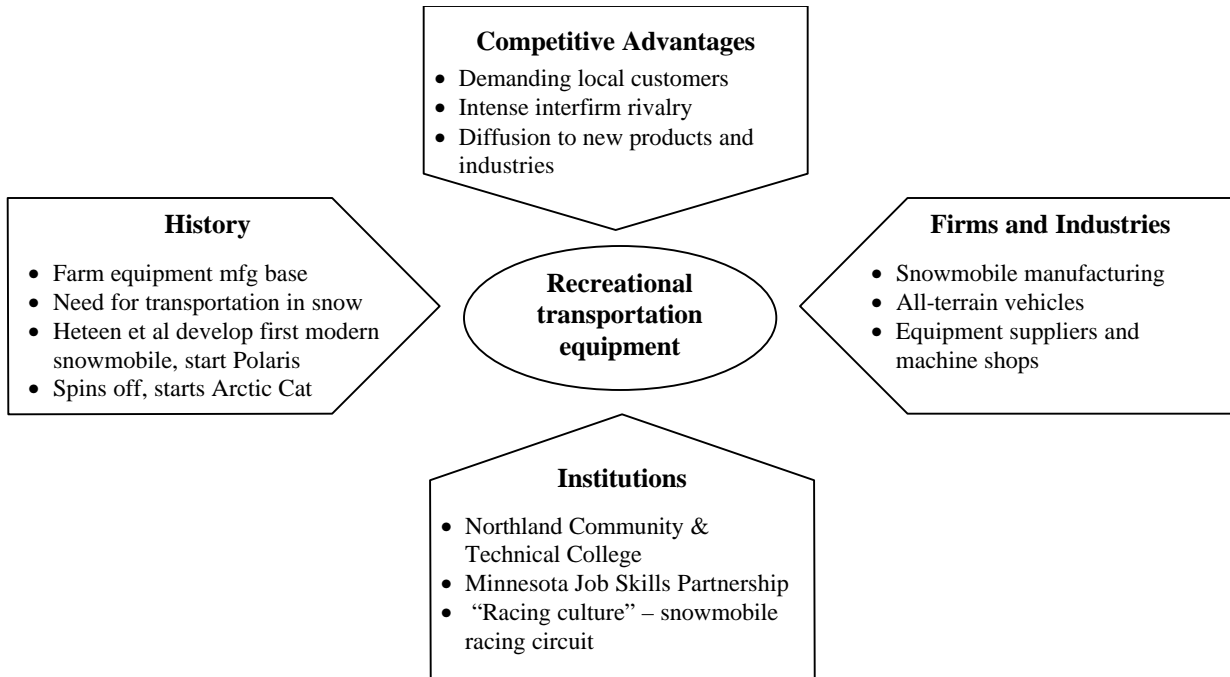 Competitive Advantages
• Demanding local customers
• Intense interfirm rivalry
• Diffusion to new products and
industries
History
• Farm equipment mfg base
• Need for transportation in snow
• Heteen et al develop first modern
snowmobile, start Polaris
• Spins off, starts Arctic Cat
Recreational
transportation
equipment
Firms and Industries
• Snowmobile manufacturing
• All-terrain vehicles
• Equipment suppliers and
machine shops
Institutions
• Northland Community &
Technical College
• Minnesota Job Skills Partnership
• “Racing culture” – snowmobile
racing circuit